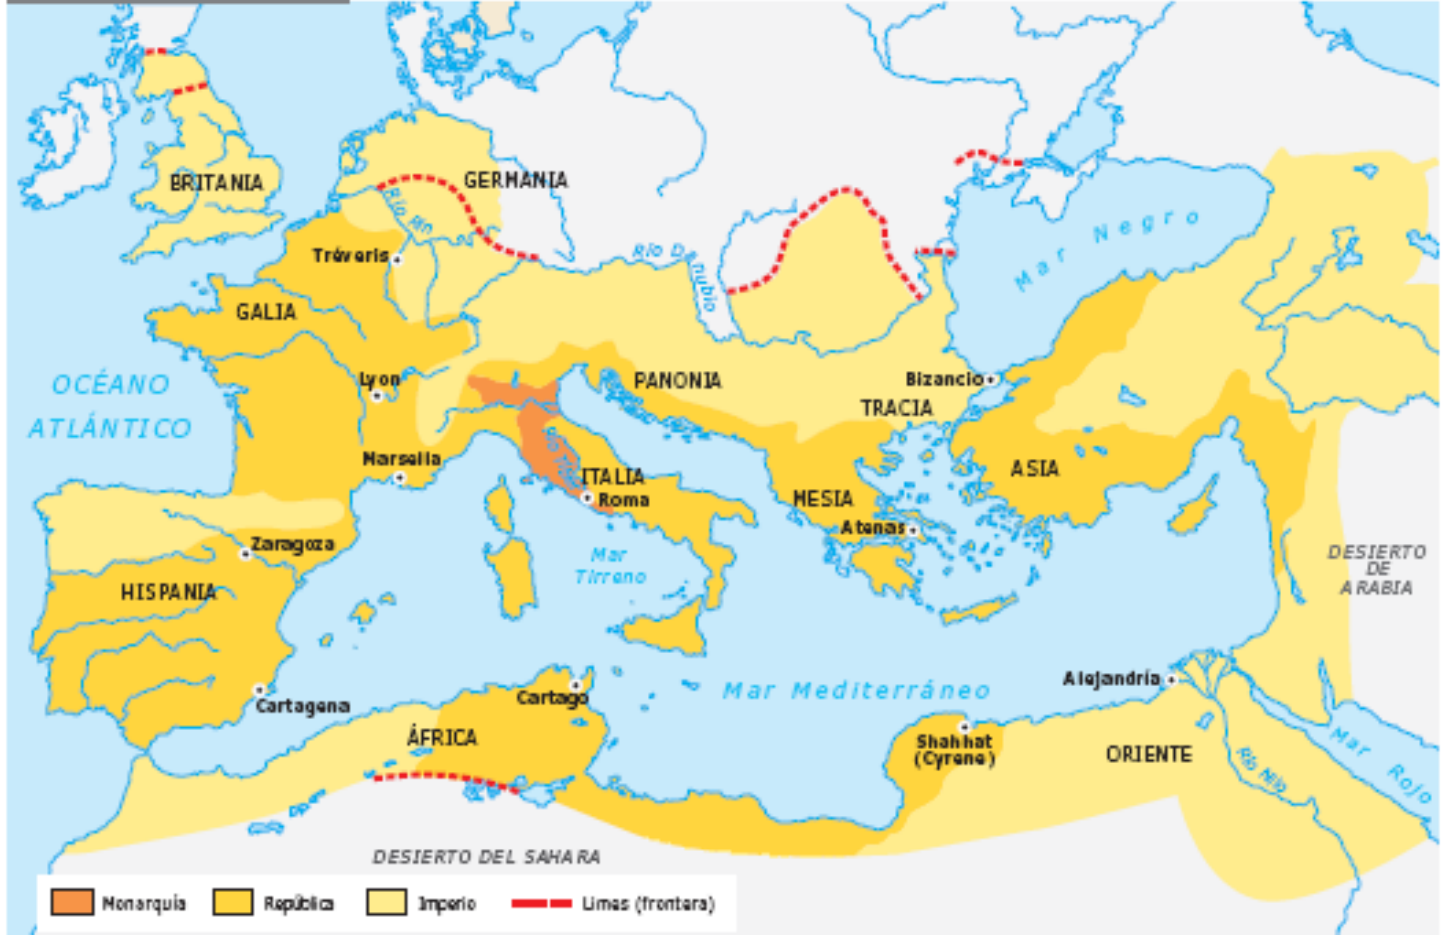 BRITANIA
GERMANIA
Río Rin
Tréveris
Río Danubio
Mar Negro
GALIA
OCÉANO
ATLÁNTICO
Lyon
PANONIA
Bizancio
TRACIA
Marsella
ITALIA
Roma
MESIA
ASIA
Atenas
Zaragoza
Mar
Tirreno
HISPANIA
DESIERTO
DE
ARABIA
Cartagena
Cartago
Mar Mediterráneo
Alejandría
ÁFRICA
Shahhat
(Cyrene)
ORIENTE
Río Nilo
Mar Rojo
DESIERTO DEL SAHARA
Monarquía
República
Imperio
Limes (frontera)